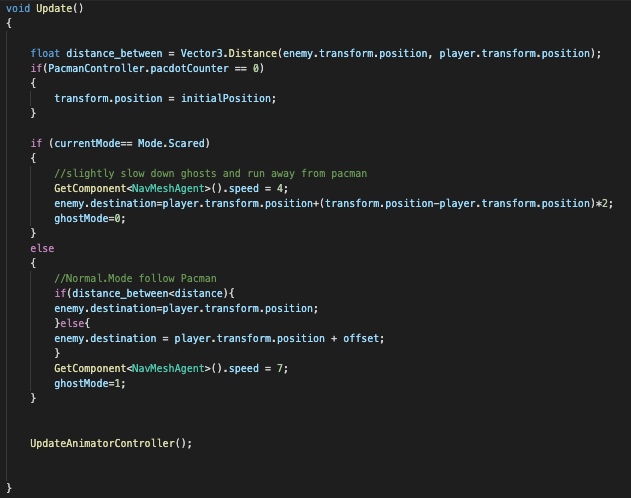 void Update()
{
float distance_between = Vector3.Distance(enemy.transform.position, player.transform.position);
if(PacmanController.pacdotCounter == 0)
{
transform.position = initialPosition;
}
if (currentMode== Mode.Scared)
{
//slightly slow down ghosts and run away from pacman
GetComponent<NavMeshAgent>().speed = 4;
enemy.destination=player.transform.position+(transform.position-player.transform.position)*2;
ghostMode=0;
}
else
{
//Normal.Mode follow Pacman
if(distance_between<distance){
enemy.destination=player.transform.position;
}else{
enemy.destination = player.transform.position + offset;
}
GetComponent<NavMeshAgent>().speed = 7;
ghostMode=1;
}
UpdateAnimatorController();
}